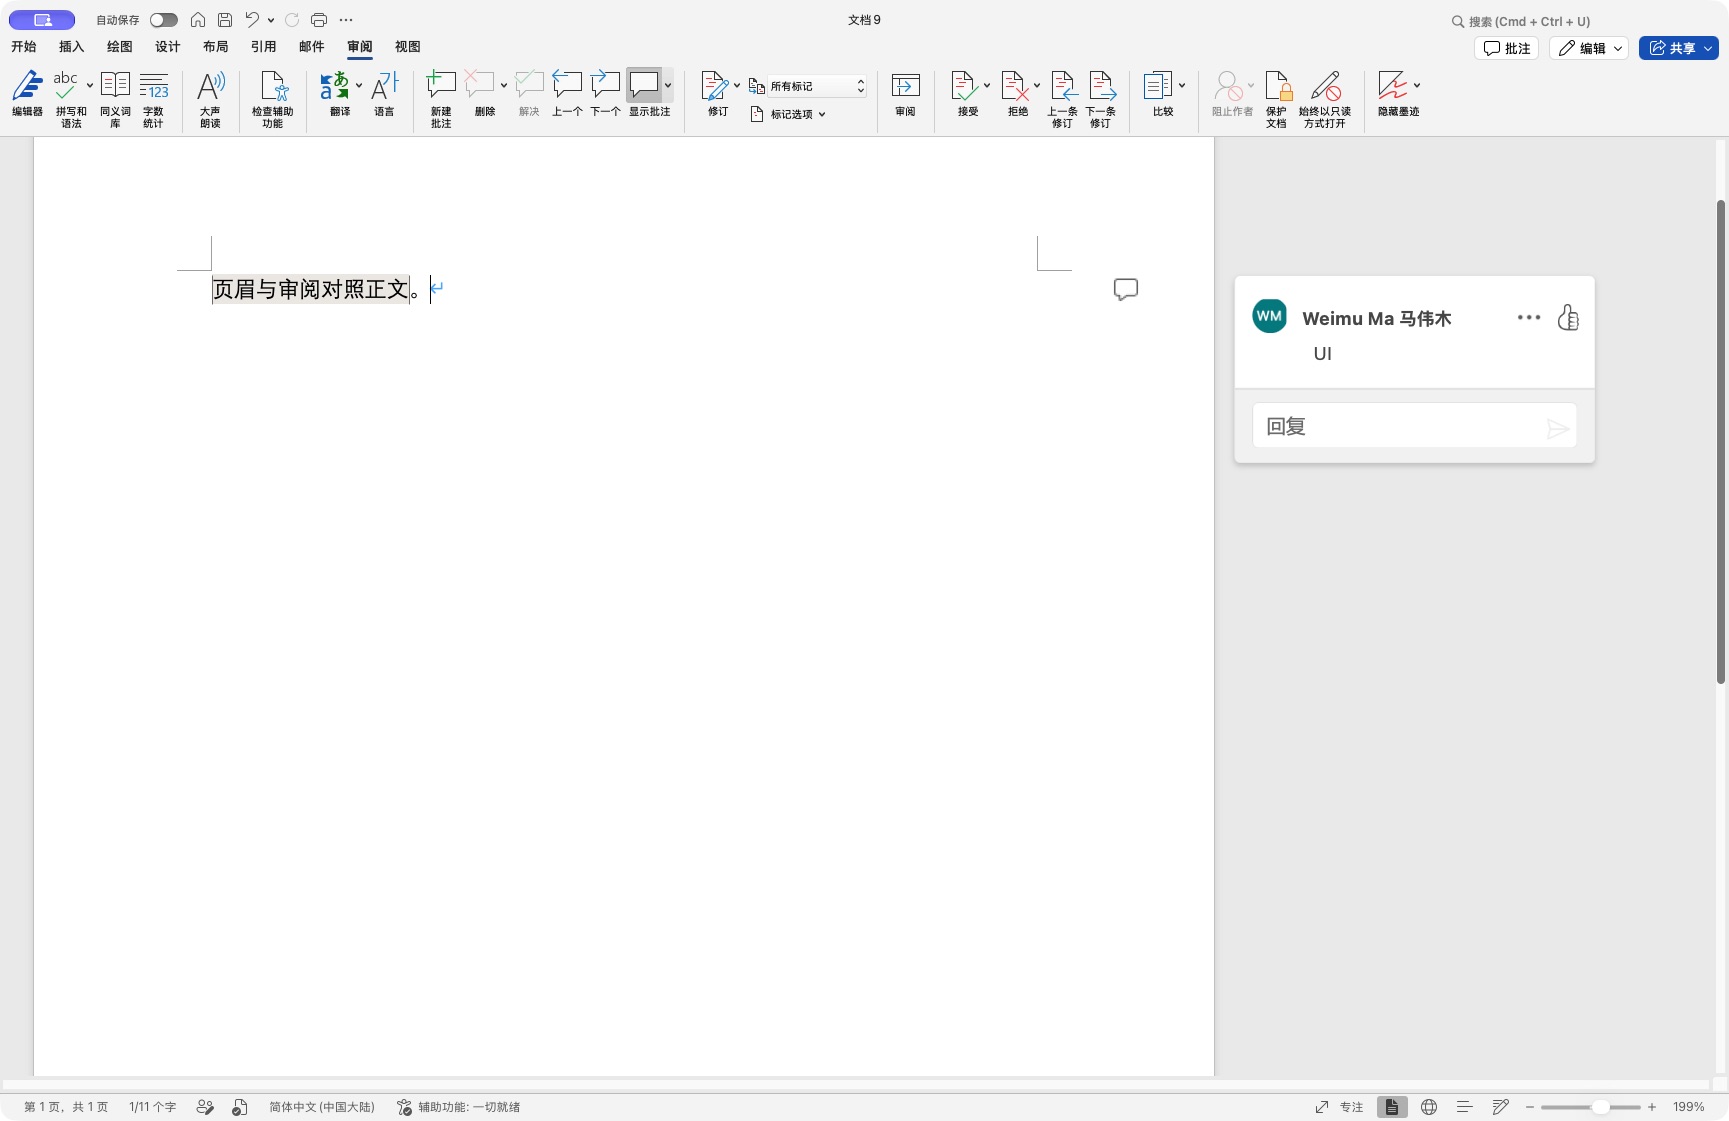 自动保存
文档 9
搜索 (Cmd + Ctrl + U)
开始 插入 绘图 设计 布局 引用 邮件 审阅 视图
批注 编辑 共享
abc
123
编辑器 拼写和语法 同义词库 字数统计 大声朗读 检查辅助功能 翻译 语言 新建批注 删除 解决 上一个 下一个 显示批注 修订
所有标记
标记选项
审阅 接受 拒绝 上一条修订 下一条修订 比较 阻止作者 保护文档 始终以只读方式打开 隐藏墨迹
页眉与审阅对照正文。
WM
Weimu Ma 马伟木
UI
回复
第 1 页，共 1 页 1/11 个字 简体中文 (中国大陆) 辅助功能: 一切就绪 专注 199%